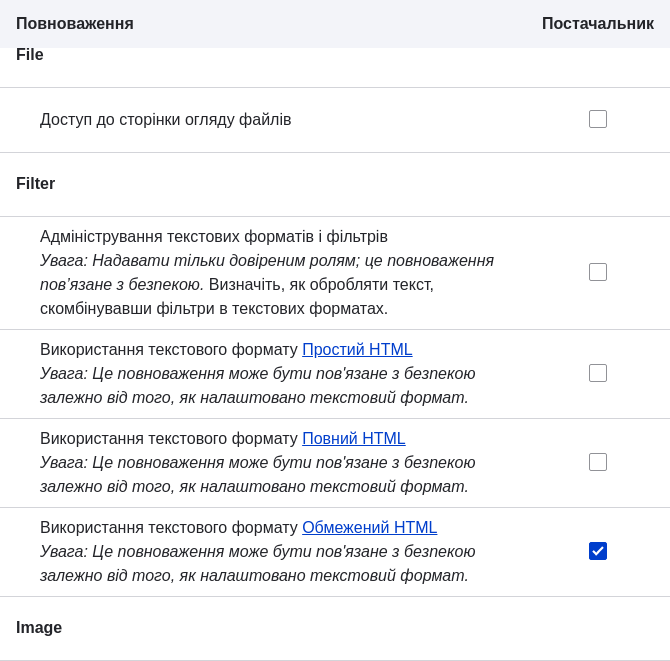 Повноваження Постачальник
File
Доступ до сторінки огляду файлів
Filter
Адміністрування текстових форматів і фільтрів
Увага: Надавати тільки довіреним ролям; це повноваження
пов’язане з безпекою. Визначіть, як обробляти текст,
скомбінувавши фільтри в текстових форматах.
Використання текстового формату Простий HTML
Увага: Це повноваження може бути пов'язане з безпекою
залежно від того, як налаштовано текстовий формат.
Використання текстового формату Повний HTML
Увага: Це повноваження може бути пов'язане з безпекою
залежно від того, як налаштовано текстовий формат.
Використання текстового формату Обмежений HTML
Увага: Це повноваження може бути пов'язане з безпекою
залежно від того, як налаштовано текстовий формат.
Image